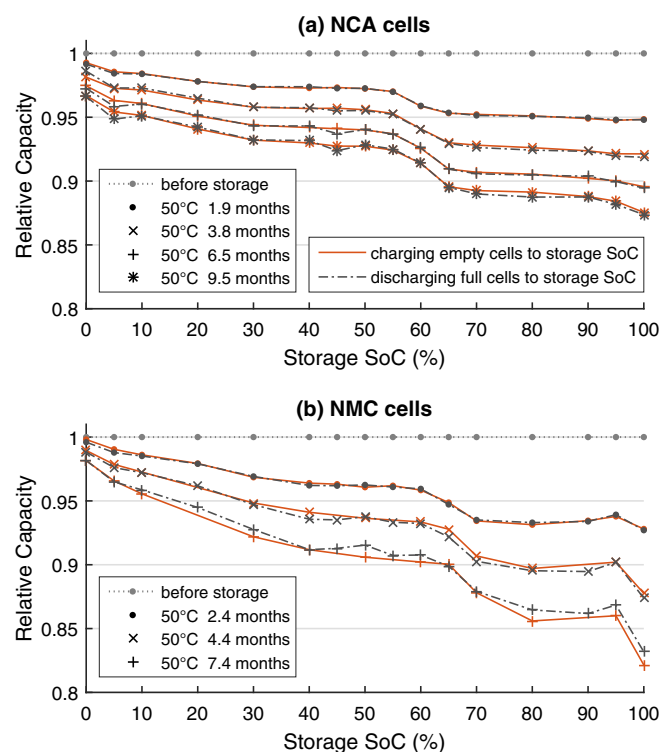 (a) NCA cells
1
0.95
0.9
0.85
0.8
Relative Capacity
before storage
50°C 1.9 months
50°C 3.8 months
50°C 6.5 months
50°C 9.5 months
charging empty cells to storage SoC
discharging full cells to storage SoC
0 10 20 30 40 50 60 70 80 90 100
Storage SoC (%)
(b) NMC cells
1
0.95
0.9
0.85
0.8
Relative Capacity
before storage
50°C 2.4 months
50°C 4.4 months
50°C 7.4 months
0 10 20 30 40 50 60 70 80 90 100
Storage SoC (%)